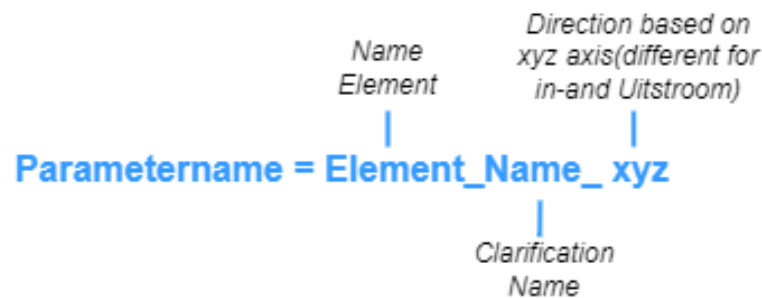 Name
Element
Direction based on
xyz axis(different for
in-and Uitstroom)
Parametername = Element_Name_ xyz
Clarification
Name